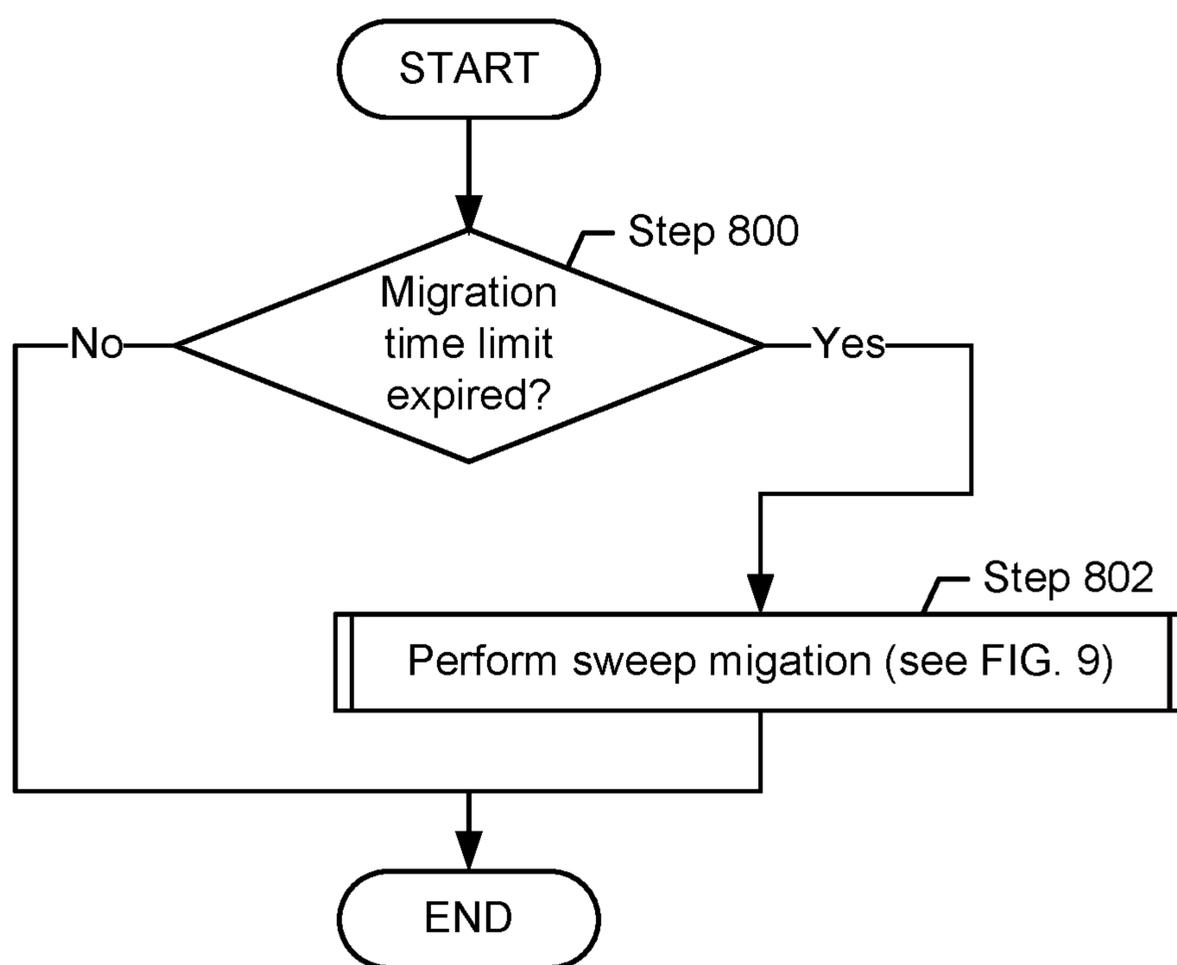 START
Step 800
Migration
time limit
expired?
No
Yes
Step 802
Perform sweep migation (see FIG. 9)
END